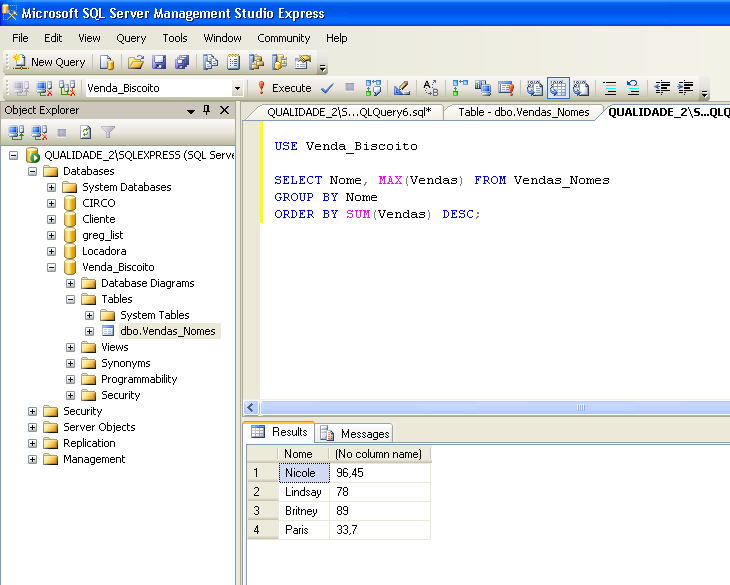 Microsoft SQL Server Management Studio Express
File Edit View Query Tools Window Community Help
New Query
Venda_Biscoito Execute
Object Explorer
QUALIDADE_2\S...QLQuery6.sql* Table - dbo.Vendas_Nomes QUALIDADE_2\S...QLQ
QUALIDADE_2\SQLEXPRESS (SQL Serve
Databases
System Databases
CIRCO
Cliente
greg_list
Locadora
Venda_Biscoito
Database Diagrams
Tables
System Tables
dbo.Vendas_Nomes
Views
Synonyms
Programmability
Security
Security
Server Objects
Replication
Management
USE Venda_Biscoito
SELECT Nome, MAX(Vendas) FROM Vendas_Nomes
GROUP BY Nome
ORDER BY SUM(Vendas) DESC;
Results Messages
Nome (No column name)
1 Nicole 96,45
2 Lindsay 78
3 Britney 89
4 Paris 33,7